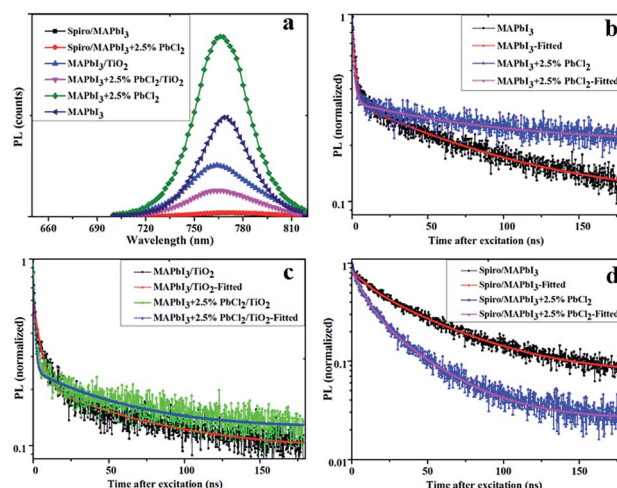 a
Spiro/MAPbI3
Spiro/MAPbI3+2.5% PbCl2
MAPbI3/TiO2
MAPbI3+2.5% PbCl2/TiO2
MAPbI3+2.5% PbCl2
MAPbI3
PL (counts)
660 690 720 750 780 810
Wavelength (nm)
b
1
MAPbI3
MAPbI3-Fitted
MAPbI3+2.5% PbCl2
MAPbI3+2.5% PbCl2-Fitted
PL (normalized)
0.1
0 50 100 150
Time after excitation (ns)
c
1
MAPbI3/TiO2
MAPbI3/TiO2-Fitted
MAPbI3+2.5% PbCl2/TiO2
MAPbI3+2.5% PbCl2/TiO2-Fitted
PL (normalized)
0.1
0 50 100 150
Time after excitation (ns)
d
1
Spiro/MAPbI3
Spiro/MAPbI3-Fitted
Spiro/MAPbI3+2.5% PbCl2
Spiro/MAPbI3+2.5% PbCl2-Fitted
PL (normalized)
0.1
0.01
0 50 100 150
Time after excitation (ns)